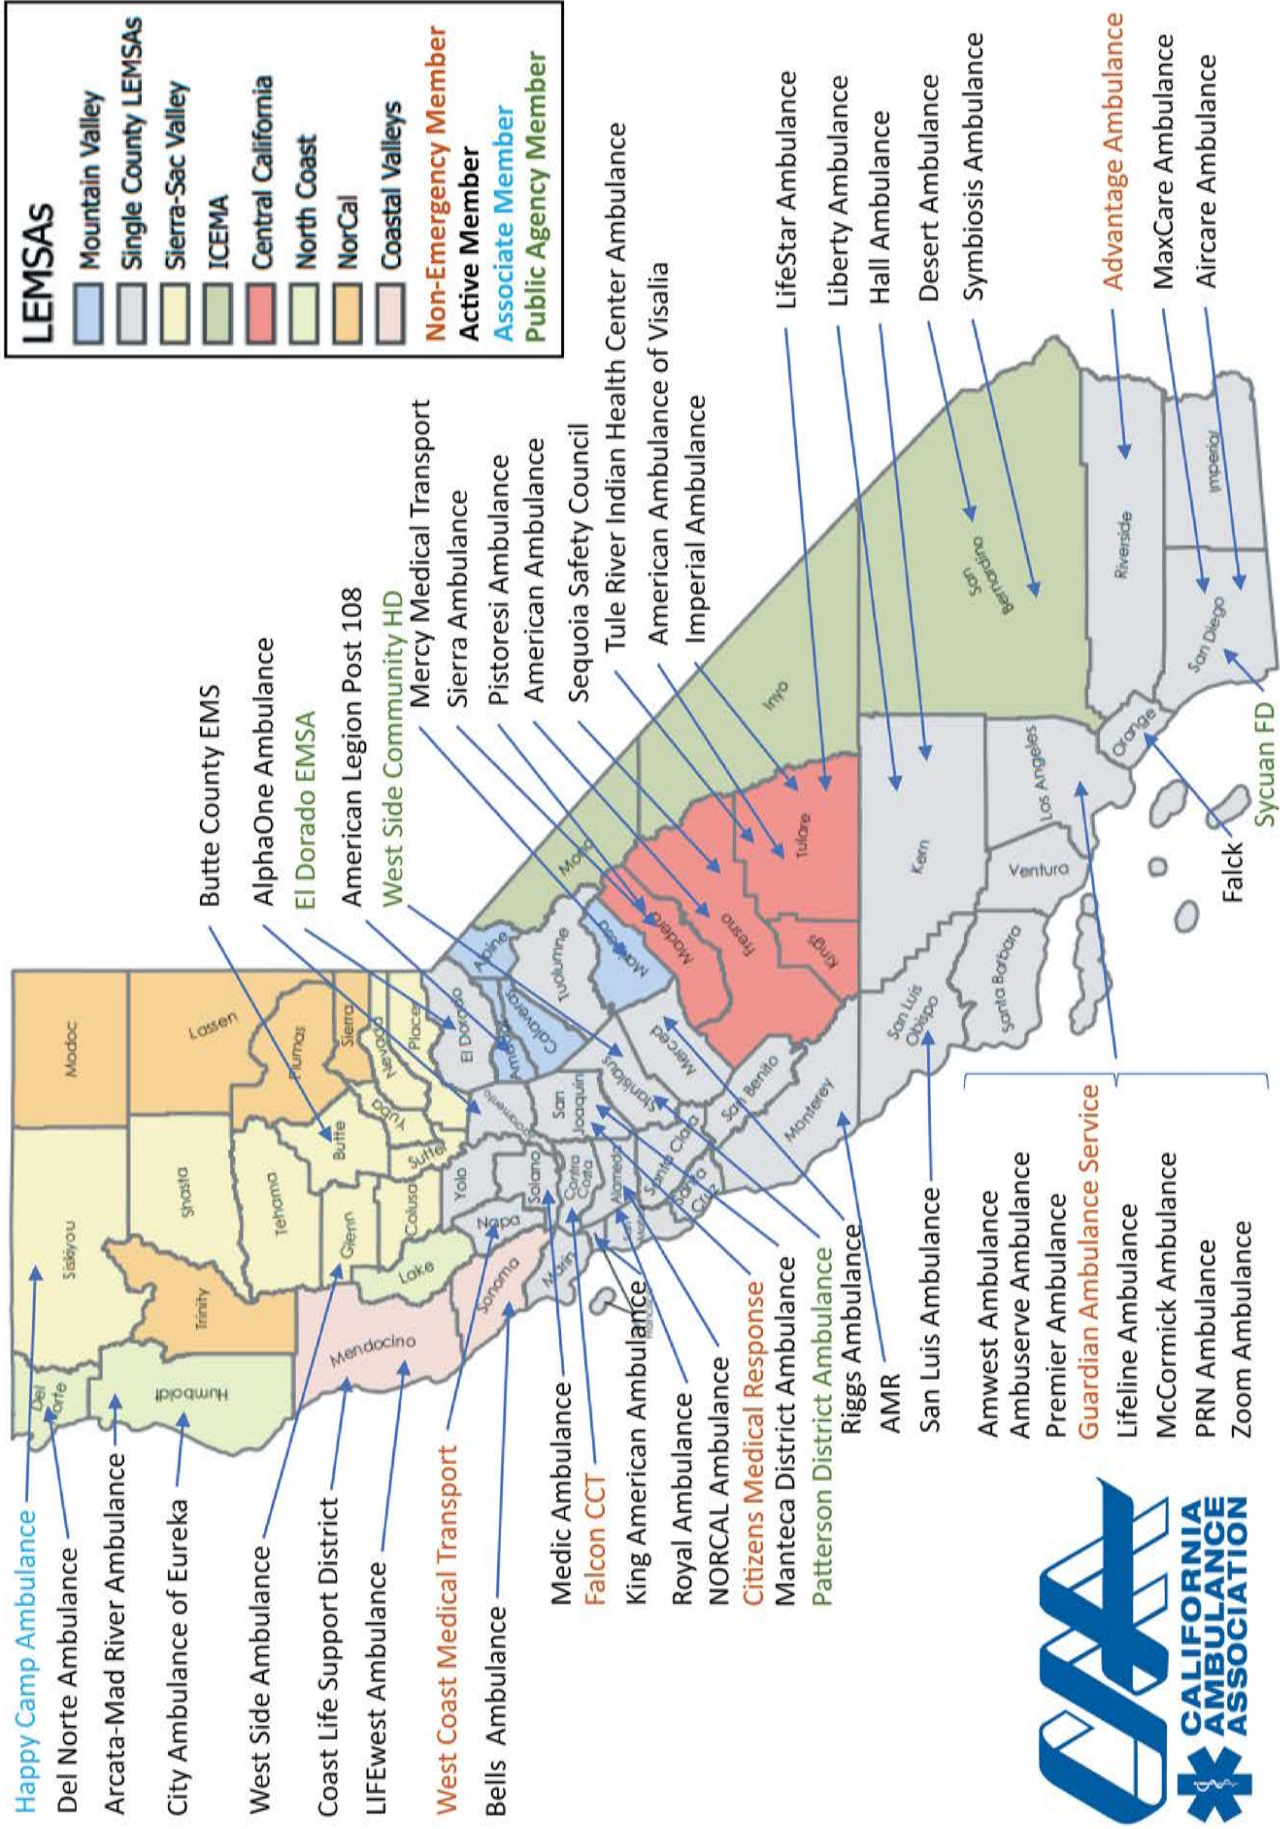 Happy Camp Ambulance
Del Norte Ambulance
Arcata-Mad River Ambulance
City Ambulance of Eureka
West Side Ambulance
Coast Life Support District
LIFEwest Ambulance
West Coast Medical Transport
Bells Ambulance
Medic Ambulance
Falcon CCT
King American Ambulance
Royal Ambulance
NORCAL Ambulance
Citizens Medical Response
Manteca District Ambulance
Patterson District Ambulance
Riggs Ambulance
AMR
San Luis Ambulance
Amwest Ambulance
Ambuserve Ambulance
Premier Ambulance
Guardian Ambulance Service
Lifeline Ambulance
McCormick Ambulance
PRN Ambulance
Zoom Ambulance
CAA
CALIFORNIA
AMBULANCE
ASSOCIATION
Del
Norte
Siskiyou
Modoc
Humboldt
Trinity
Shasta
Lassen
Tehama
Plumas
Mendocino
Glenn
Butte
Sierra
Lake
Colusa
Sutter
Yuba
Nevada
Placer
Sonoma
Napa
Yolo
Sacramento
El Dorado
Amador
Alpine
Marin
Solano
Contra
Costa
San
Joaquin
Calaveras
Tuolumne
Mono
Alameda
Santa Clara
Santa
Cruz
Stanislaus
Merced
Mariposa
Madera
San Benito
Monterey
Fresno
Kings
Tulare
Inyo
San Luis
Obispo
Kern
Santa Barbara
Ventura
Los Angeles
San
Bernardino
Orange
Riverside
San Diego
Imperial
Butte County EMS
AlphaOne Ambulance
El Dorado EMSA
American Legion Post 108
West Side Community HD
Mercy Medical Transport
Sierra Ambulance
Pistoresi Ambulance
American Ambulance
Sequoia Safety Council
Tule River Indian Health Center Ambulance
American Ambulance of Visalia
Imperial Ambulance
LifeStar Ambulance
Liberty Ambulance
Hall Ambulance
Desert Ambulance
Symbiosis Ambulance
Advantage Ambulance
MaxCare Ambulance
Aircare Ambulance
Falck
Sycuan FD
LEMSAs
Mountain Valley
Single County LEMSAs
Sierra-Sac Valley
ICEMA
Central California
North Coast
NorCal
Coastal Valleys
Non-Emergency Member
Active Member
Associate Member
Public Agency Member